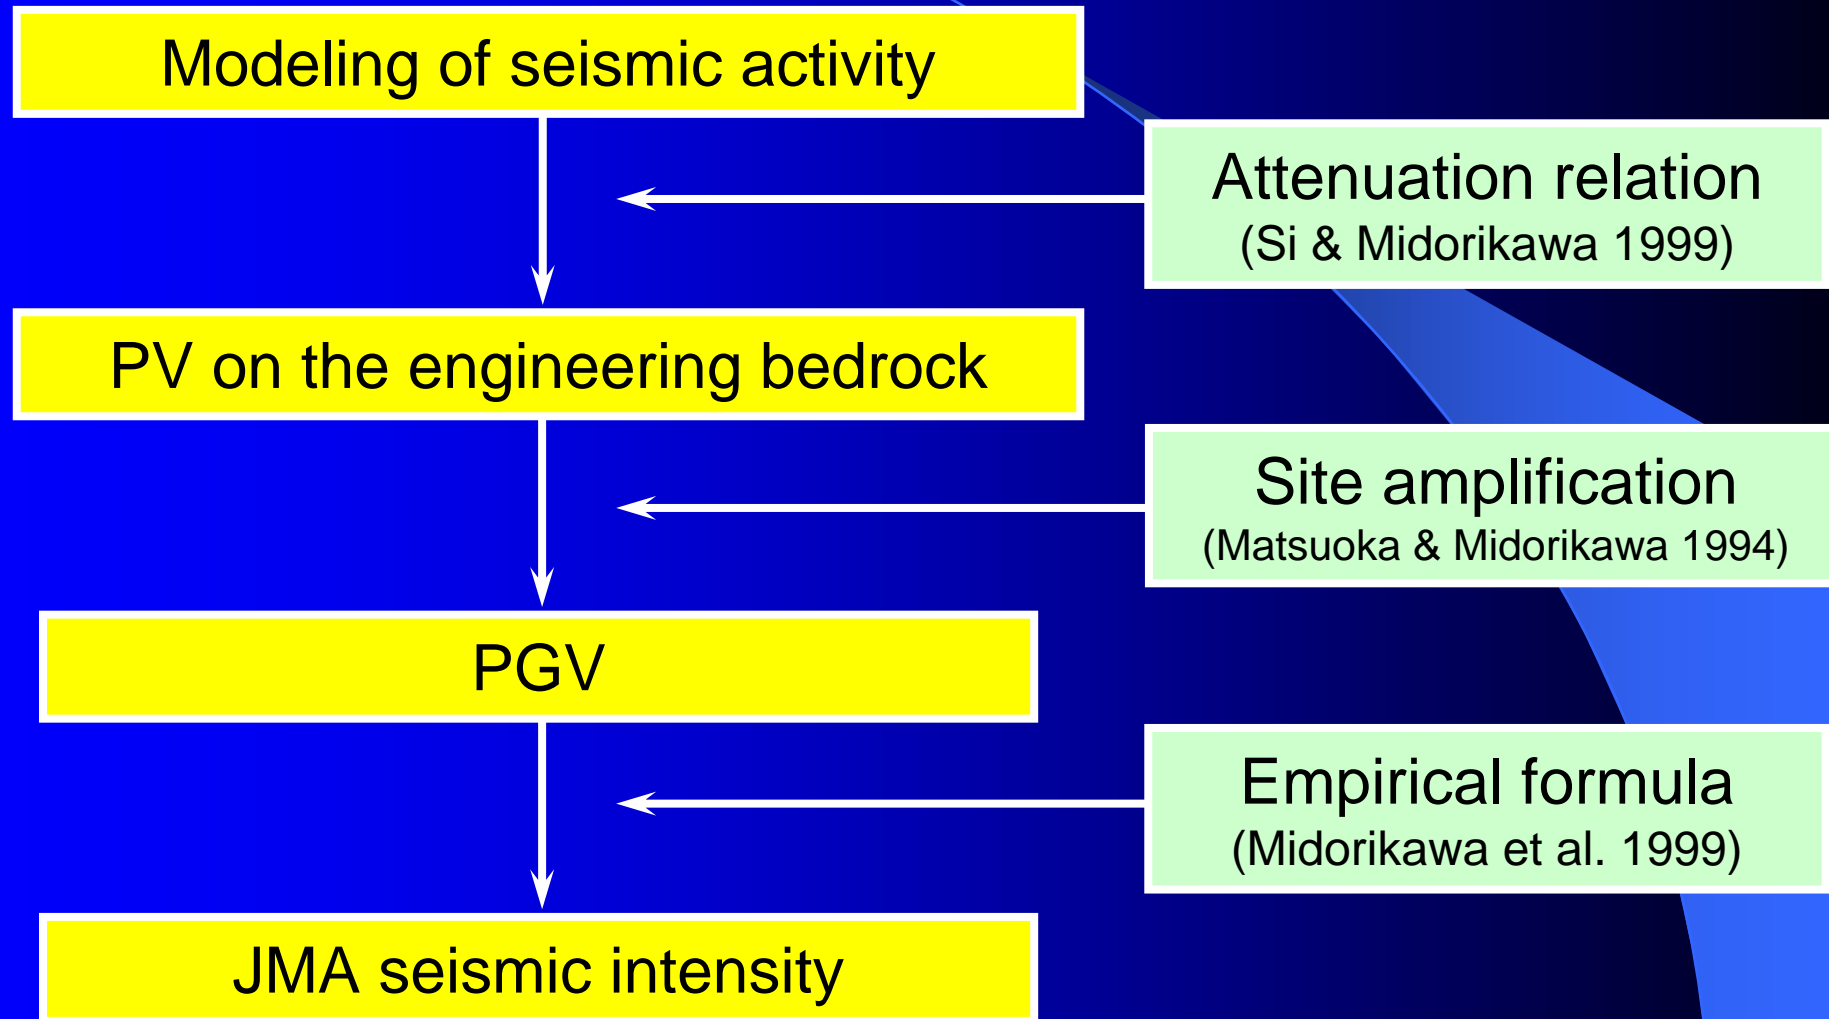 Modeling of seismic activity
Attenuation relation
(Si & Midorikawa 1999)
PV on the engineering bedrock
Site amplification
(Matsuoka & Midorikawa 1994)
PGV
Empirical formula
(Midorikawa et al. 1999)
JMA seismic intensity